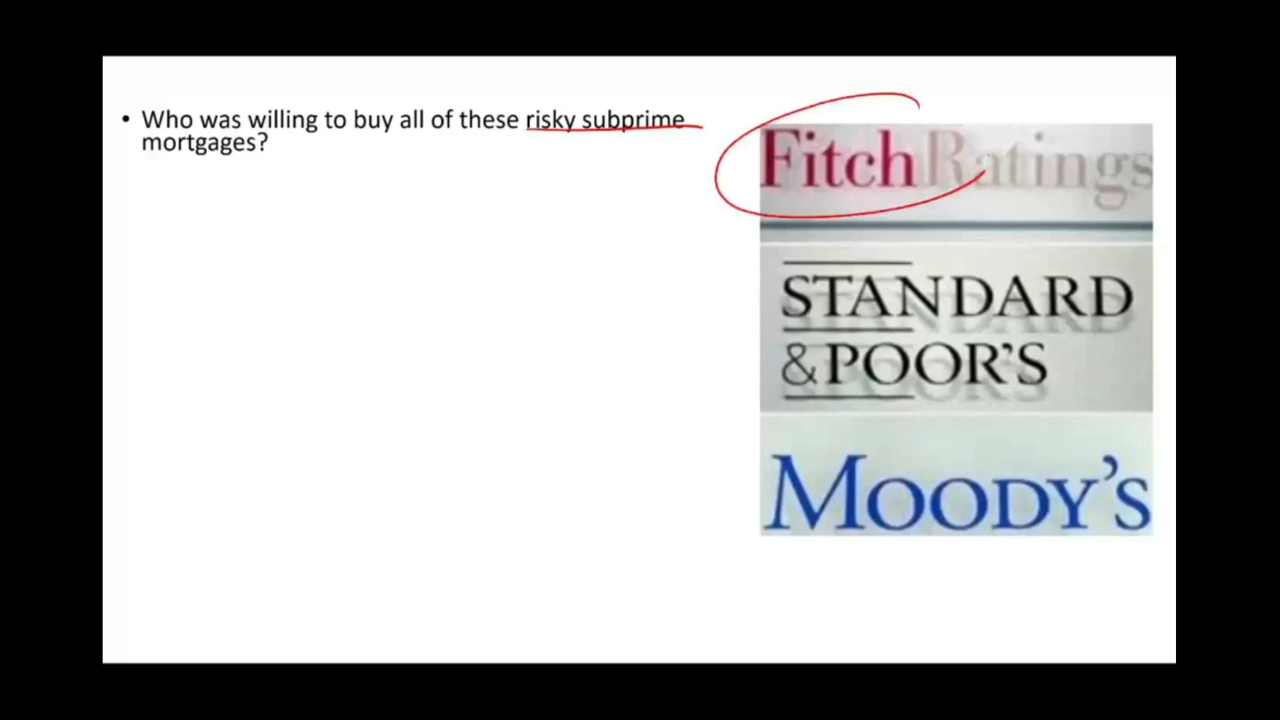 • Who was willing to buy all of these risky subprime
mortgages?
FitchRatings
STANDARD
&POOR'S
MOODY'S